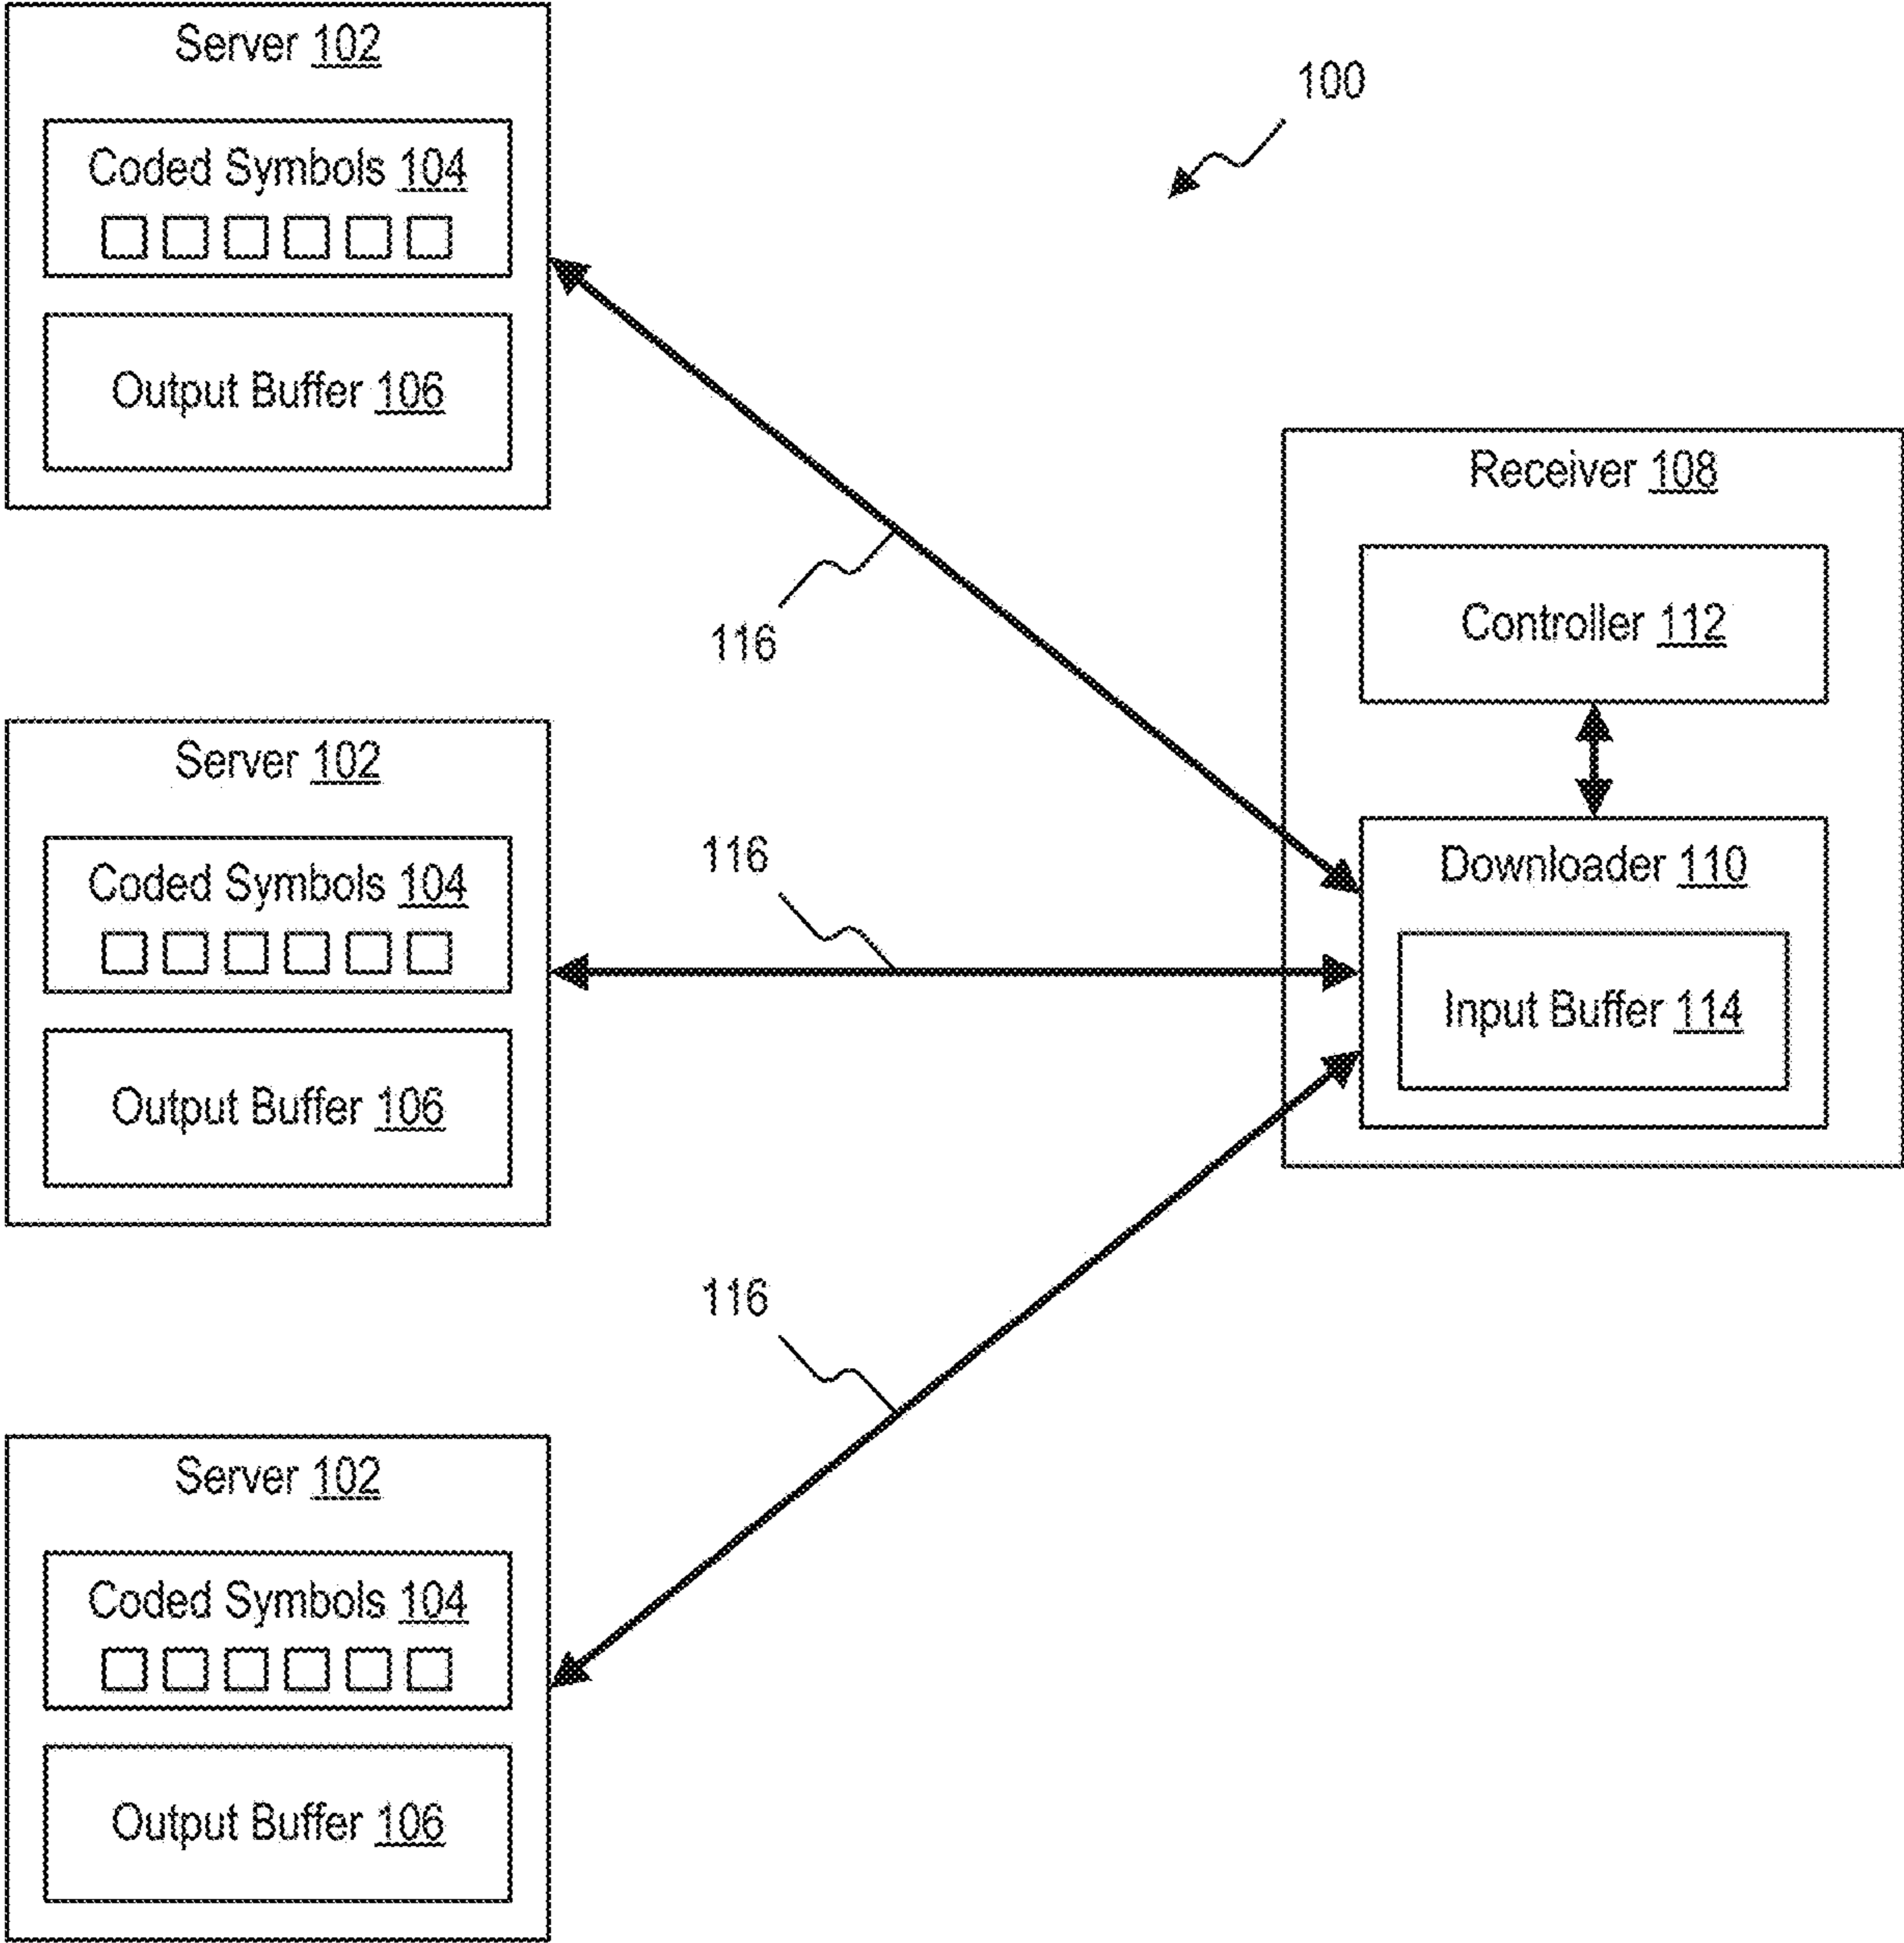 Server 102
Coded Symbols 104
Output Buffer 106
100
116
Receiver 108
Controller 112
Downloader 110
Input Buffer 114
Server 102
Coded Symbols 104
Output Buffer 106
116
116
Server 102
Coded Symbols 104
Output Buffer 106